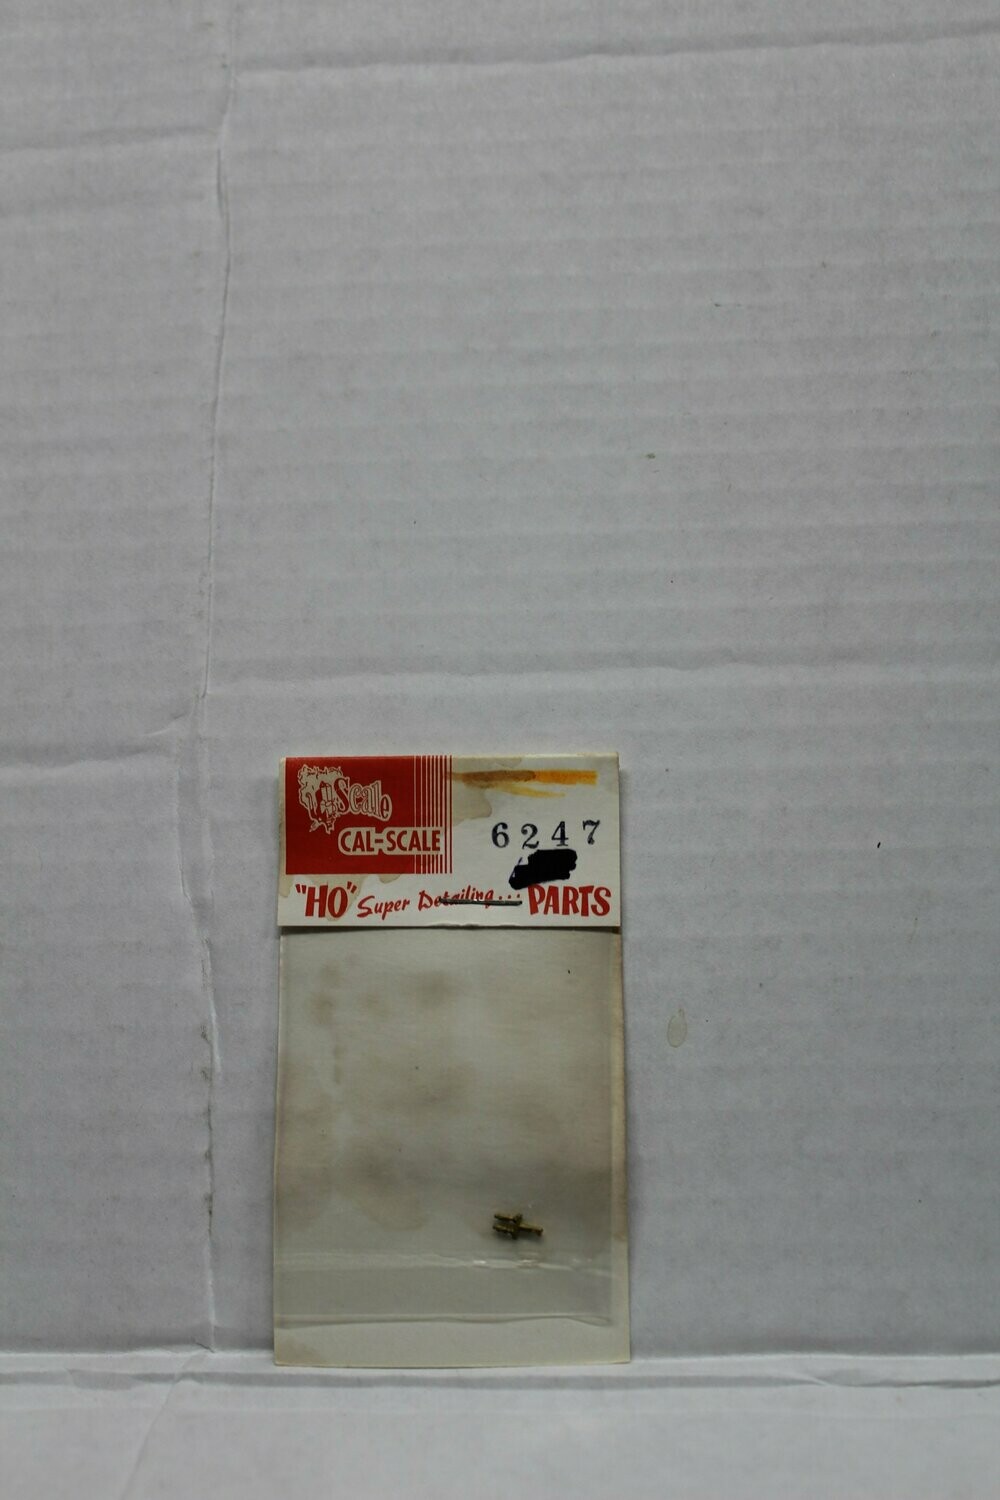 Scale
CAL-SCALE
6247
"HO" Super Detailing... PARTS